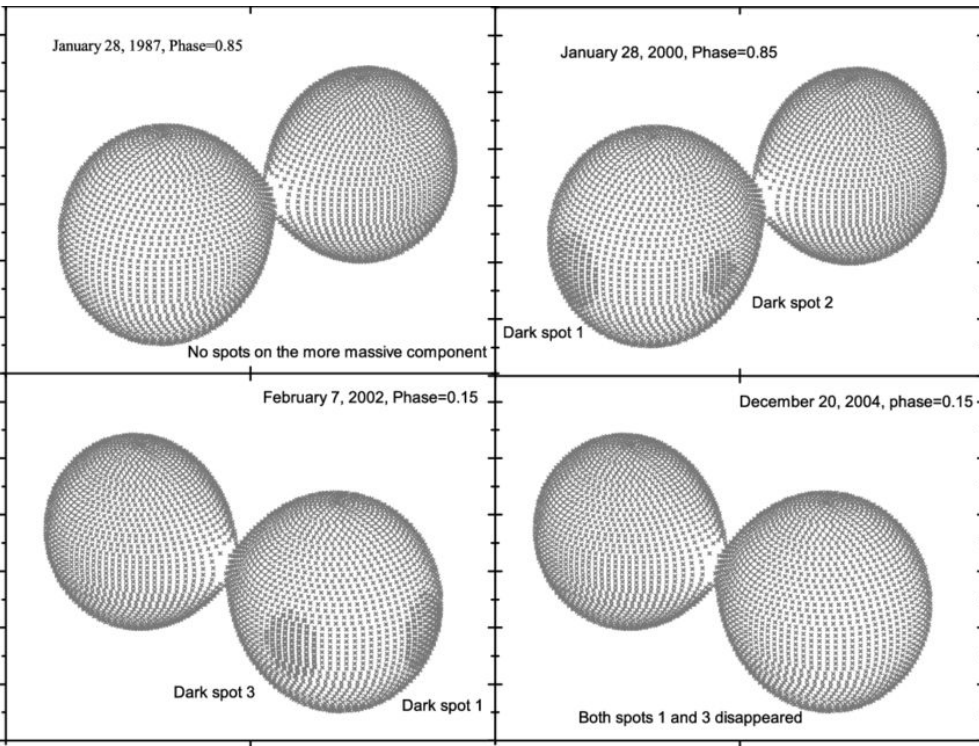 January 28, 1987, Phase=0.85
No spots on the more massive component
January 28, 2000, Phase=0.85
Dark spot 2
Dark spot 1
February 7, 2002, Phase=0.15
Dark spot 3
Dark spot 1
December 20, 2004, phase=0.15
Both spots 1 and 3 disappeared